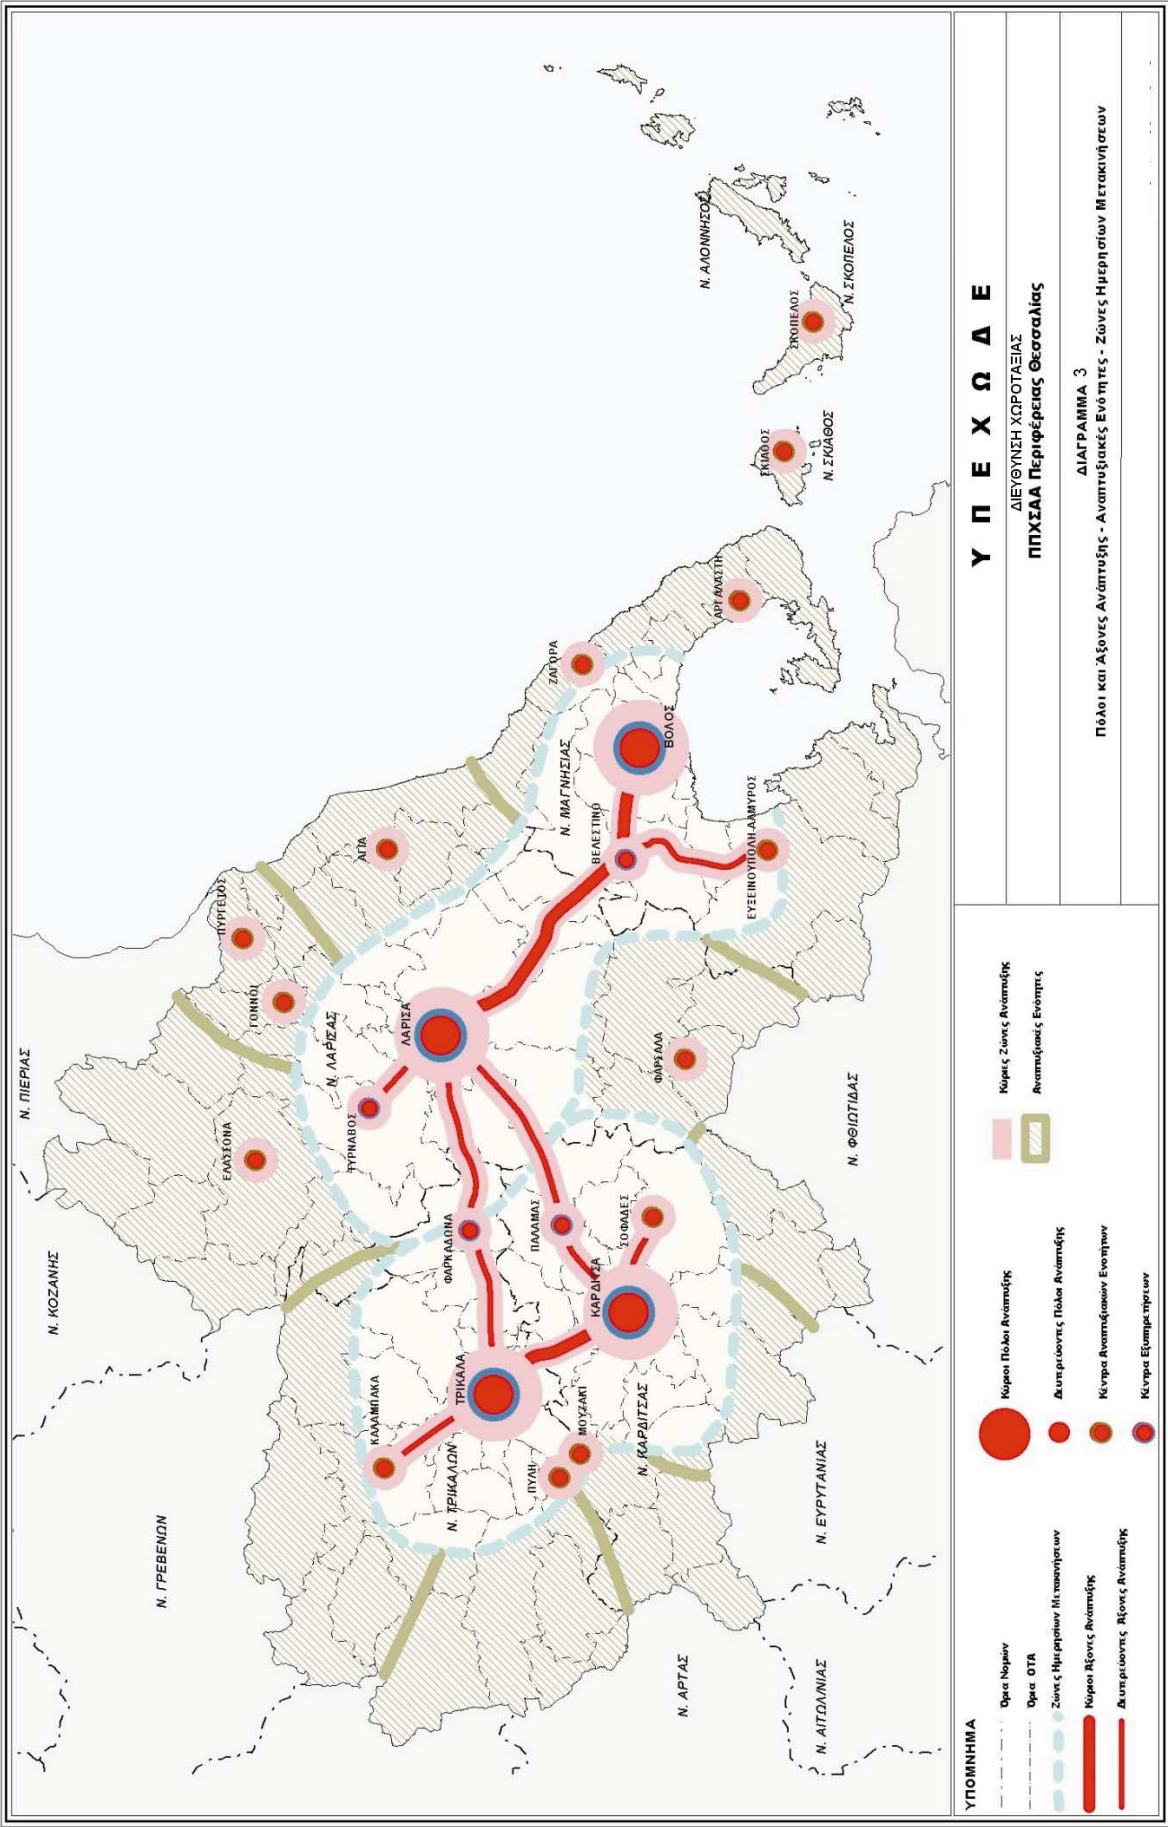 Ν. ΠΙΕΡΙΑΣ
Ν. ΚΟΖΑΝΗΣ
Ν. ΓΡΕΒΕΝΩΝ
ΠΥΡΓΕΤΟΣ
ΓΟΝΝΟΙ
ΕΛΑΣΣΟΝΑ
ΑΓΙΑ
Ν. ΛΑΡΙΣΑΣ
ΤΥΡΝΑΒΟΣ
ΛΑΡΙΣΑ
ΚΑΛΑΜΠΑΚΑ
ΦΑΡΚΑΔΩΝΑ
ΤΡΙΚΑΛΑ
Ν. ΤΡΙΚΑΛΩΝ
ΠΑΛΑΜΑΣ
ΠΥΛΗ
ΜΟΥΖΑΚΙ
ΚΑΡΔΙΤΣΑ
ΣΟΦΑΔΕΣ
Ν. ΚΑΡΔΙΤΣΑΣ
ΦΑΡΣΑΛΑ
ΖΑΓΟΡΑ
Ν. ΜΑΓΝΗΣΙΑΣ
ΒΕΛΕΣΤΙΝΟ
ΒΟΛΟΣ
ΕΥΞΕΙΝΟΥΠΟΛΗ-ΑΛΜΥΡΟΣ
ΑΡΓΑΛΑΣΤΗ
ΣΚΙΑΘΟΣ
Ν. ΣΚΙΑΘΟΣ
ΣΚΟΠΕΛΟΣ
Ν. ΣΚΟΠΕΛΟΣ
Ν. ΑΛΟΝΝΗΣΟΣ
Ν. ΑΡΤΑΣ
Ν. ΑΙΤΩΛ/ΝΙΑΣ
Ν. ΕΥΡΥΤΑΝΙΑΣ
Ν. ΦΘΙΩΤΙΔΑΣ
ΥΠΟΜΝΗΜΑ
Όρια Νομών
Όρια ΟΤΑ
Ζώνες Ημερησίων Μετακινήσεων
Κύριοι Άξονες Ανάπτυξης
Δευτερεύοντες Άξονες Ανάπτυξης
Κύριοι Πόλοι Ανάπτυξης
Δευτερεύοντες Πόλοι Ανάπτυξης
Κέντρα Αναπτυξιακών Ενοτήτων
Κέντρα Εξυπηρετήσεων
Κύριες Ζώνες Ανάπτυξης
Αναπτυξιακές Ενότητες
Υ Π Ε Χ Ω Δ Ε
ΔΙΕΥΘΥΝΣΗ ΧΩΡΟΤΑΞΙΑΣ
ΠΠΧΣΑΑ Περιφέρειας Θεσσαλίας
ΔΙΑΓΡΑΜΜΑ 3
Πόλοι και Άξονες Ανάπτυξης - Αναπτυξιακές Ενότητες - Ζώνες Ημερησίων Μετακινήσεων